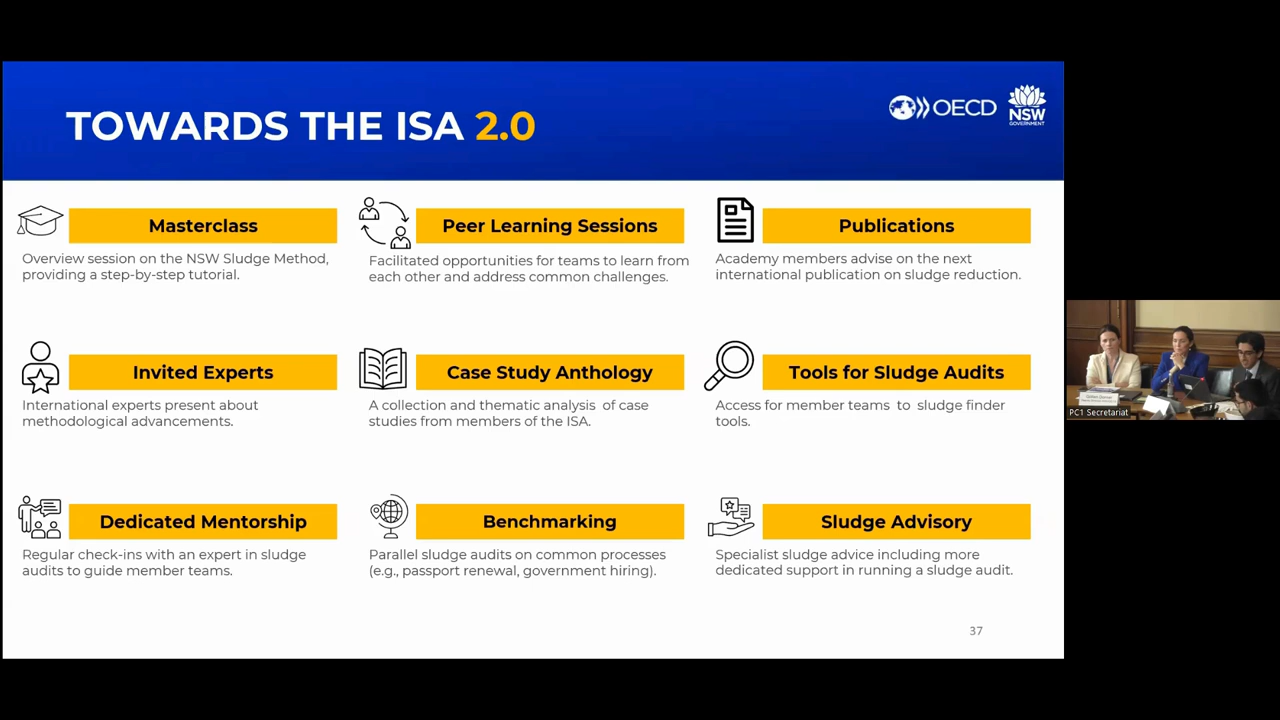 TOWARDS THE ISA 2.0
OECD
NSW
GOVERNMENT
Masterclass
Overview session on the NSW Sludge Method,
providing a step-by-step tutorial.
Peer Learning Sessions
Facilitated opportunities for teams to learn from
each other and address common challenges.
Publications
Academy members advise on the next
international publication on sludge reduction.
Invited Experts
International experts present about
methodological advancements.
Case Study Anthology
A collection and thematic analysis of case
studies from members of the ISA.
Tools for Sludge Audits
Access for member teams to sludge finder
tools.
Dedicated Mentorship
Regular check-ins with an expert in sludge
audits to guide member teams.
Benchmarking
Parallel sludge audits on common processes
(e.g., passport renewal, government hiring).
Sludge Advisory
Specialist sludge advice including more
dedicated support in running a sludge audit.
37
PC1 Secretariat